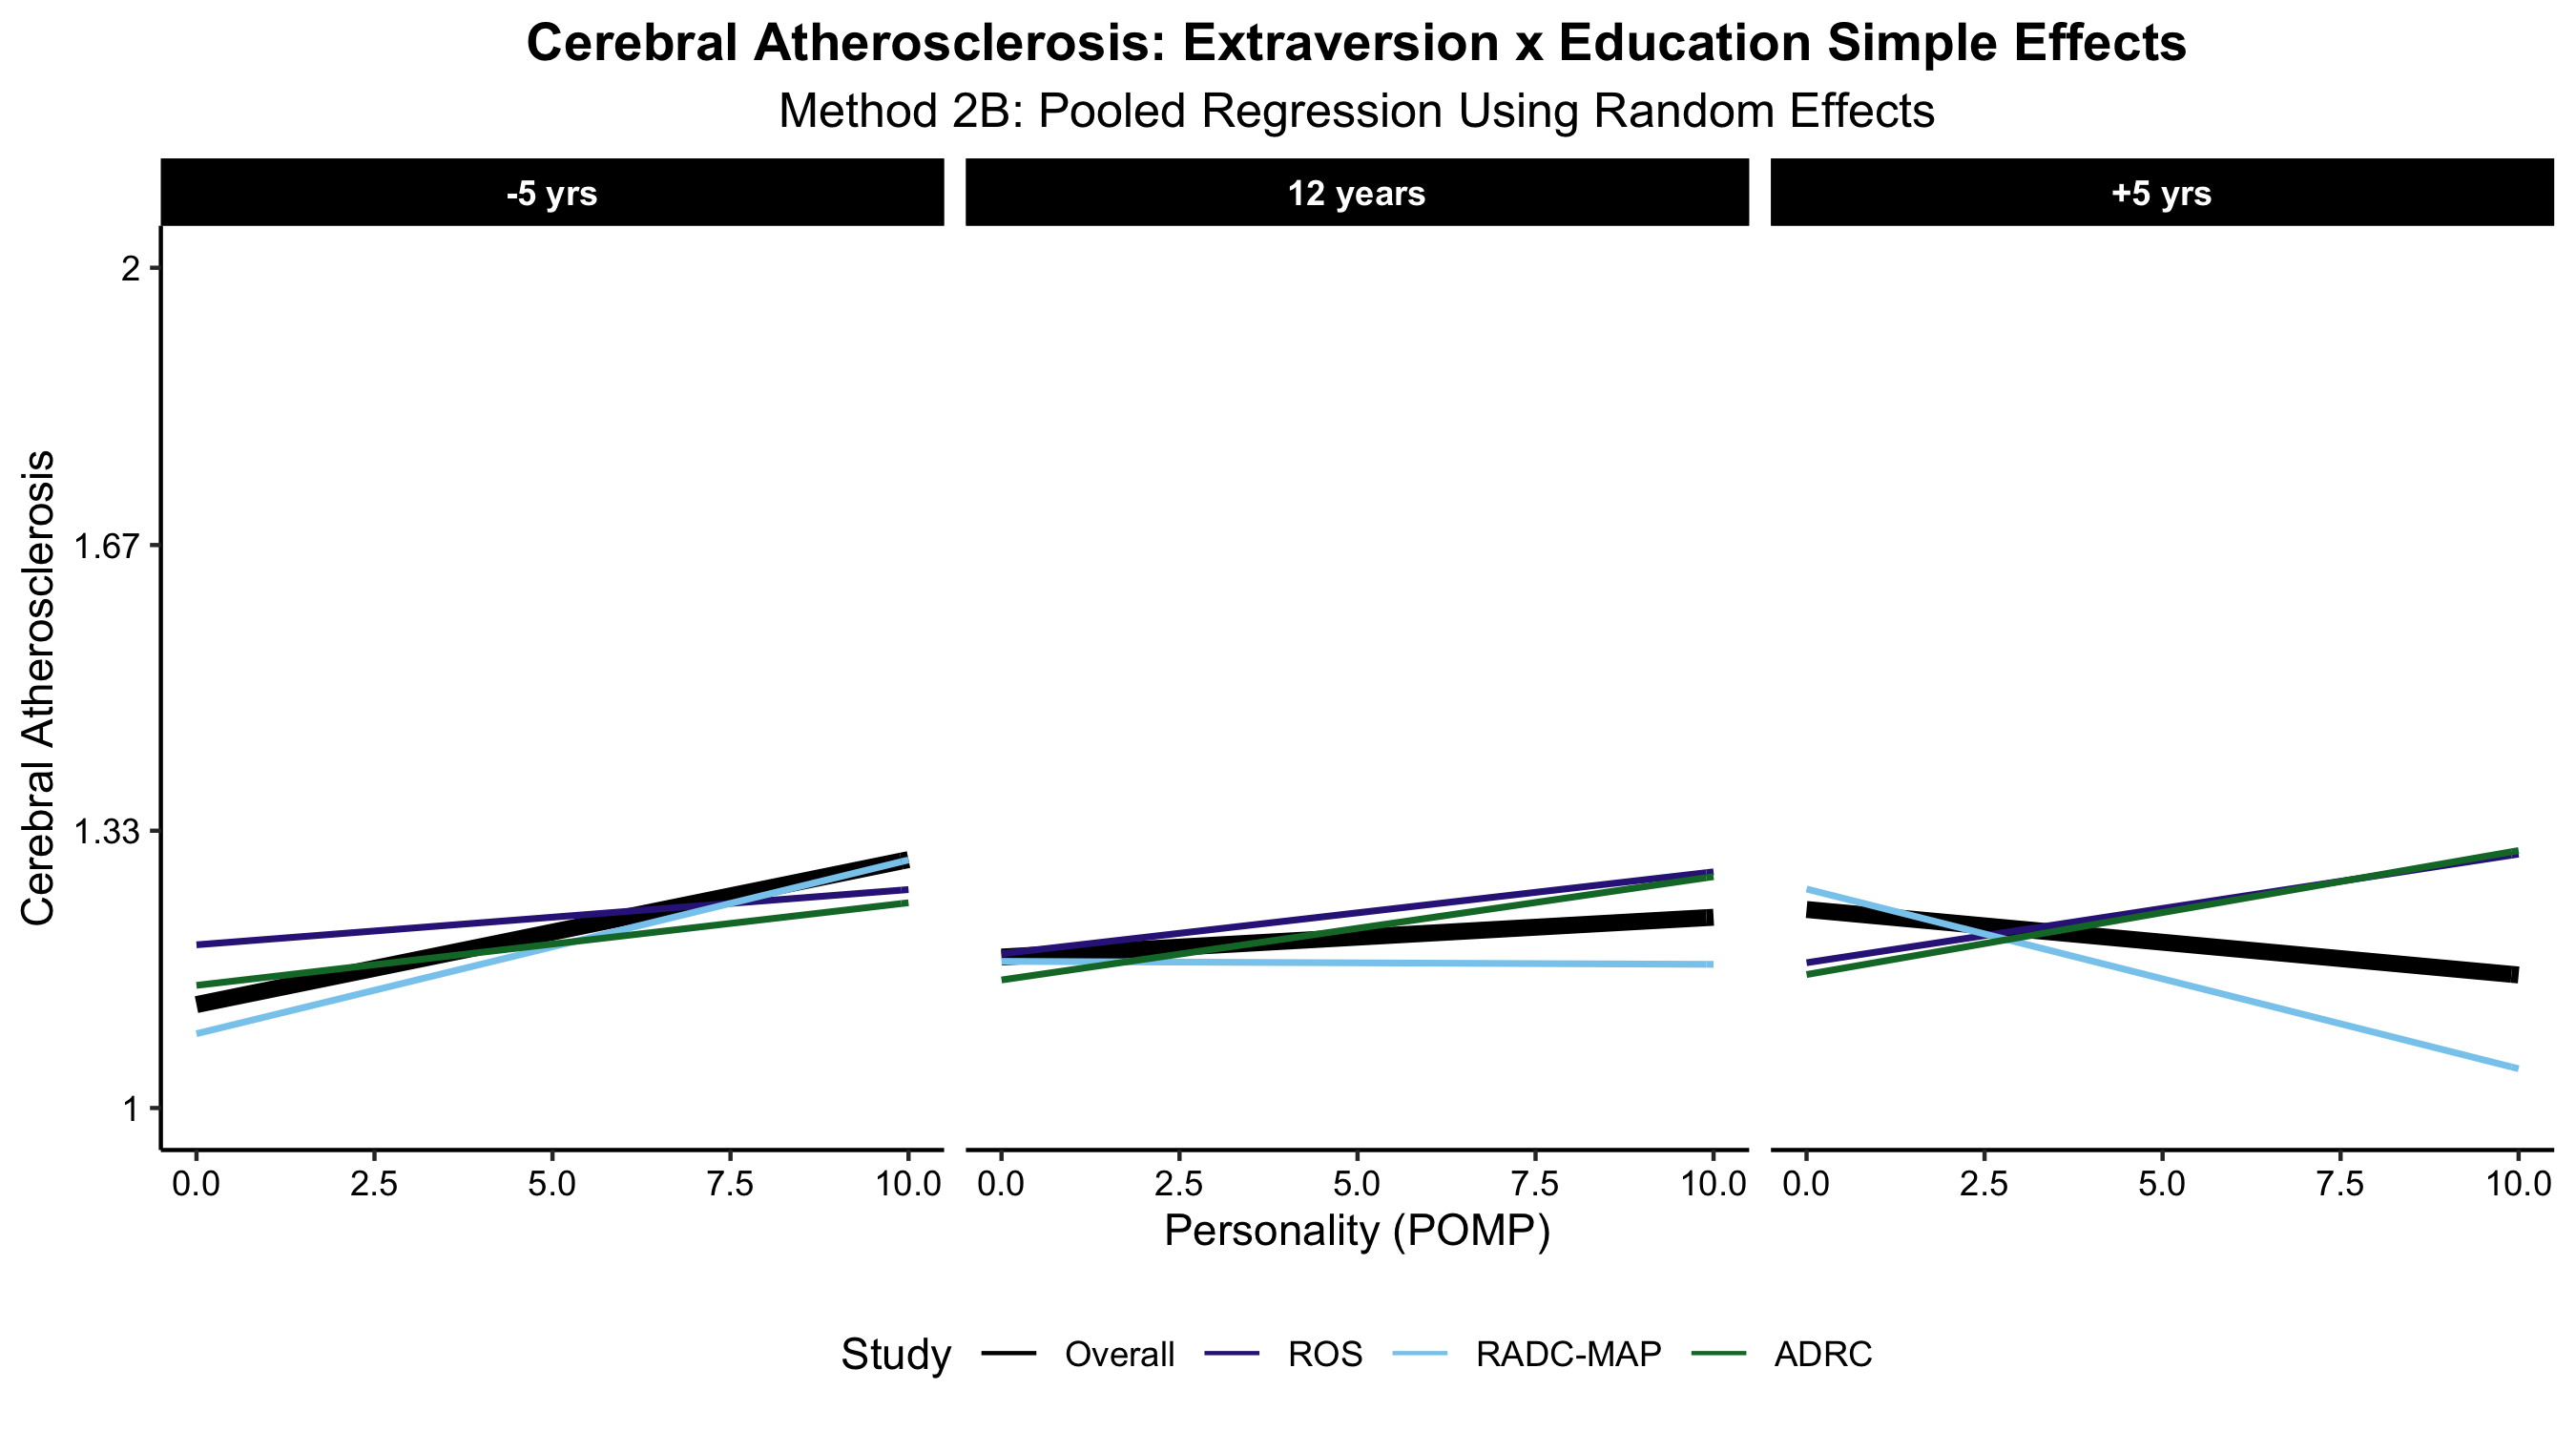 Cerebral Atherosclerosis: Extraversion x Education Simple Effects
Method 2B: Pooled Regression Using Random Effects
-5 yrs 12 years +5 yrs
Cerebral Atherosclerosis
2
1.67
1.33
1
0.0 2.5 5.0 7.5 10.0 0.0 2.5 5.0 7.5 10.0 0.0 2.5 5.0 7.5 10.0
Personality (POMP)
Study Overall ROS RADC-MAP ADRC